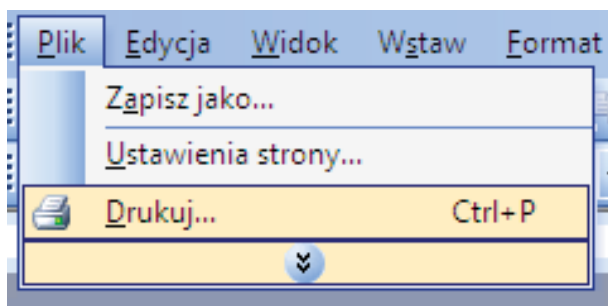 Plik Edycja Widok Wstaw Format
Zapisz jako...
Ustawienia strony...
Drukuj... Ctrl+P